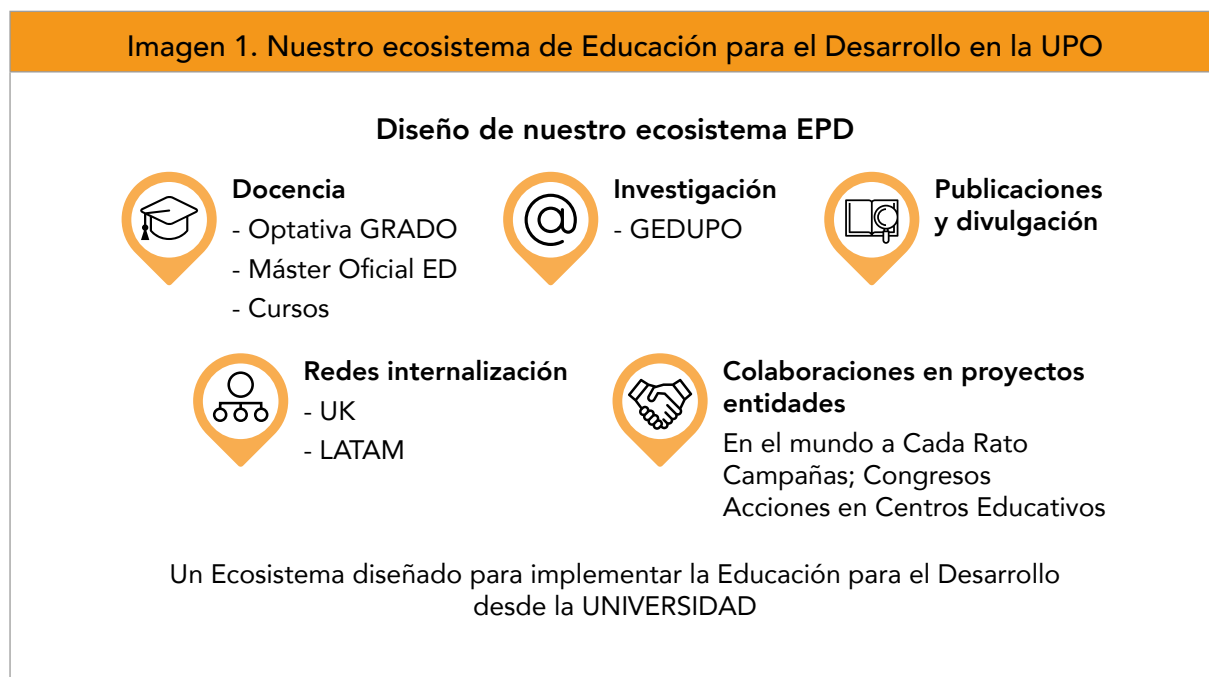 Imagen 1. Nuestro ecosistema de Educación para el Desarrollo en la UPO
Diseño de nuestro ecosistema EPD
Docencia
- Optativa GRADO
- Máster Oficial ED
- Cursos
Investigación
- GEDUPO
Publicaciones
y divulgación
Redes internalización
- UK
- LATAM
Colaboraciones en proyectos
entidades
En el mundo a Cada Rato
Campañas; Congresos
Acciones en Centros Educativos
Un Ecosistema diseñado para implementar la Educación para el Desarrollo
desde la UNIVERSIDAD